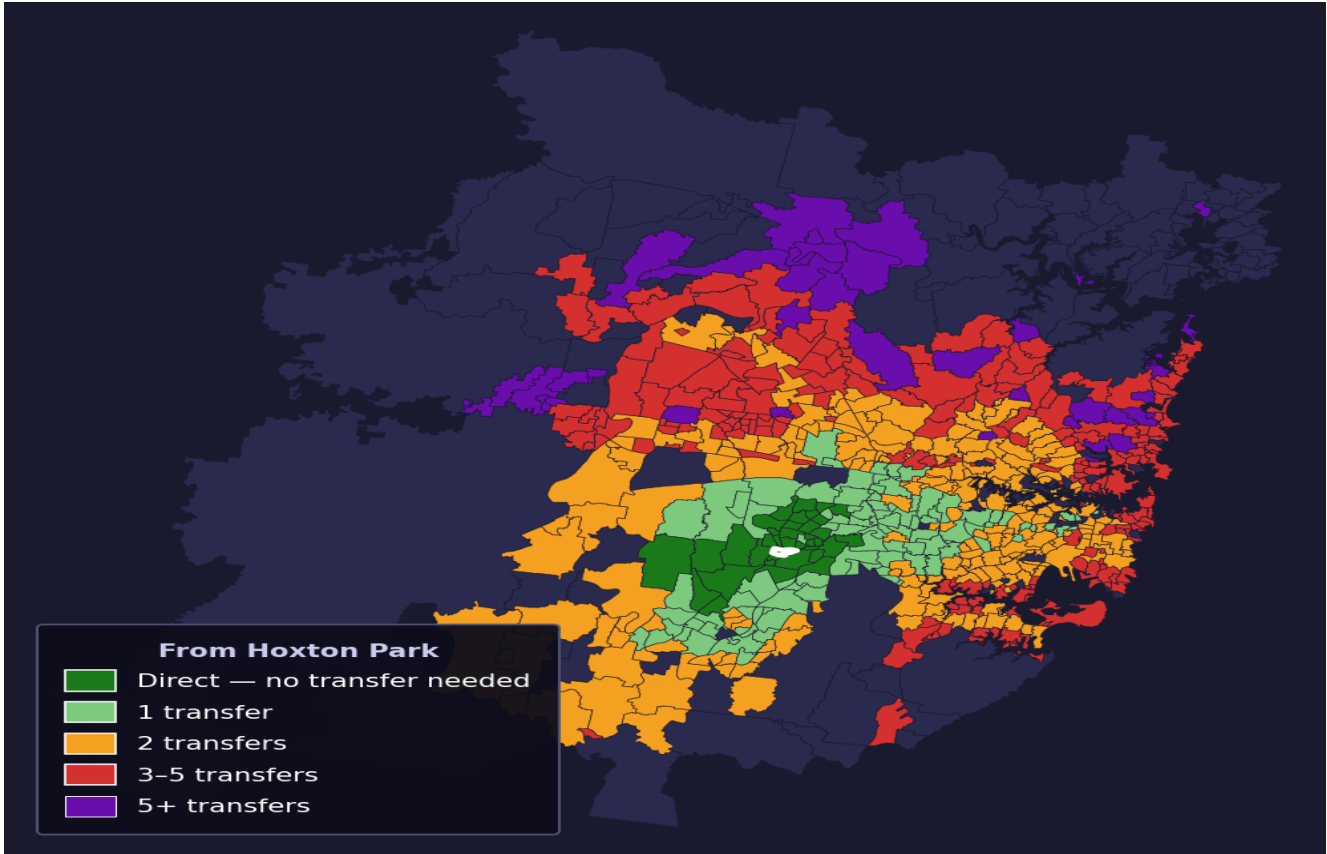 From Hoxton Park
Direct — no transfer needed
1 transfer
2 transfers
3–5 transfers
5+ transfers